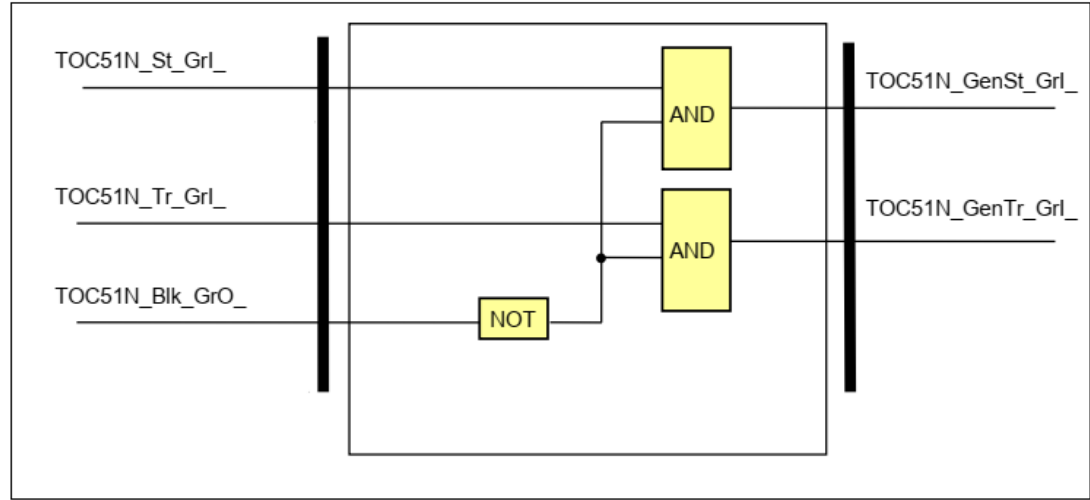 TOC51N_St_GrI_
TOC51N_GenSt_GrI_
AND
TOC51N_Tr_GrI_
TOC51N_GenTr_GrI_
AND
TOC51N_Blk_GrO_
NOT